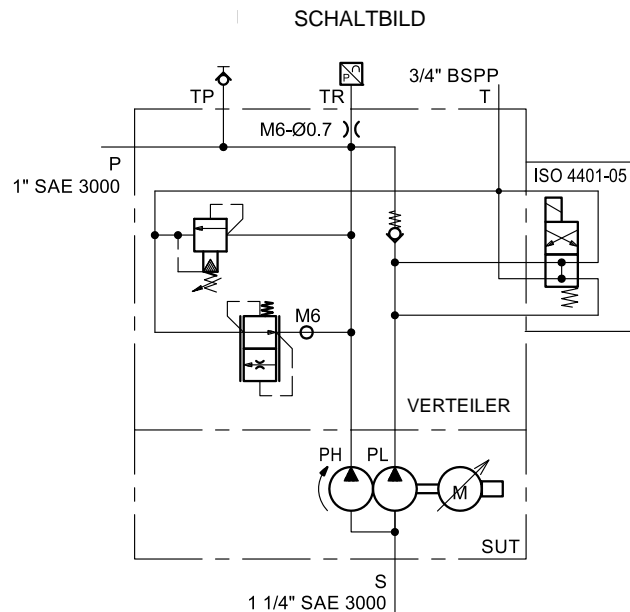 SCHALTBILD
3/4" BSPP
TP
TR
T
M6-Ø0.7
P
1" SAE 3000
ISO 4401-05
P
M6
VERTEILER
PH
PL
M
SUT
S
1 1/4" SAE 3000